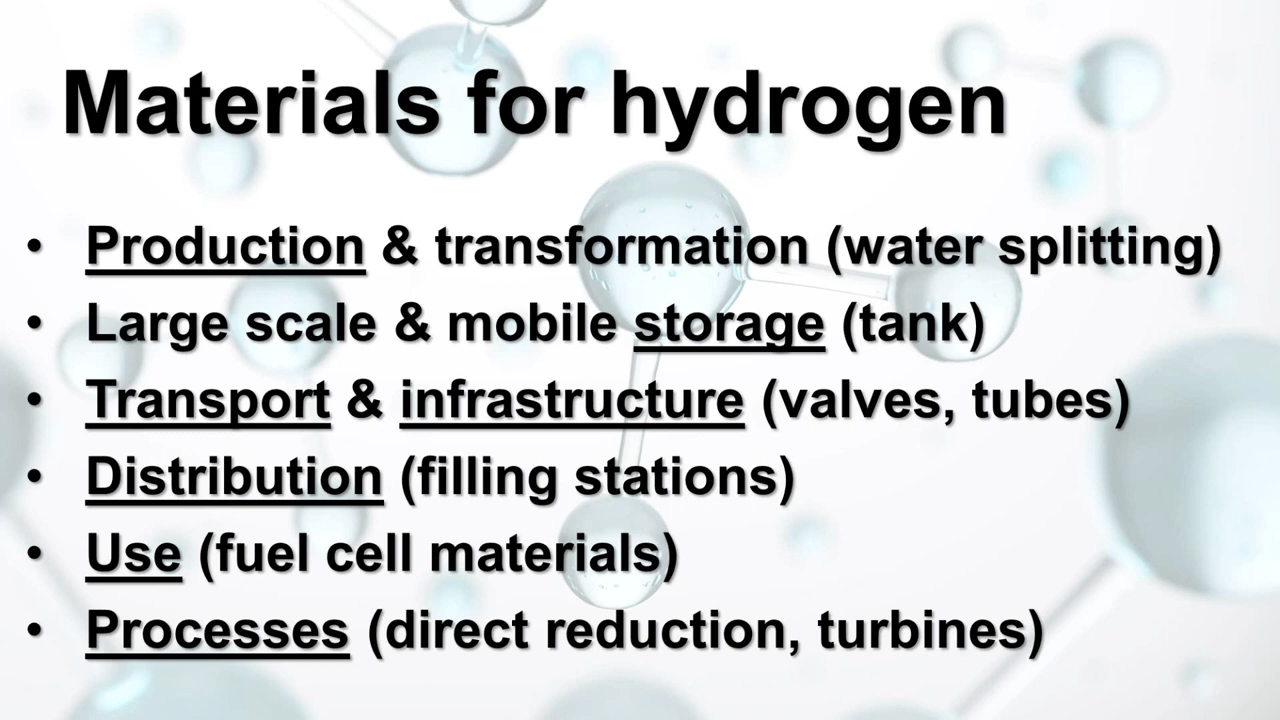 Materials for hydrogen
• Production & transformation (water splitting)
• Large scale & mobile storage (tank)
• Transport & infrastructure (valves, tubes)
• Distribution (filling stations)
• Use (fuel cell materials)
• Processes (direct reduction, turbines)